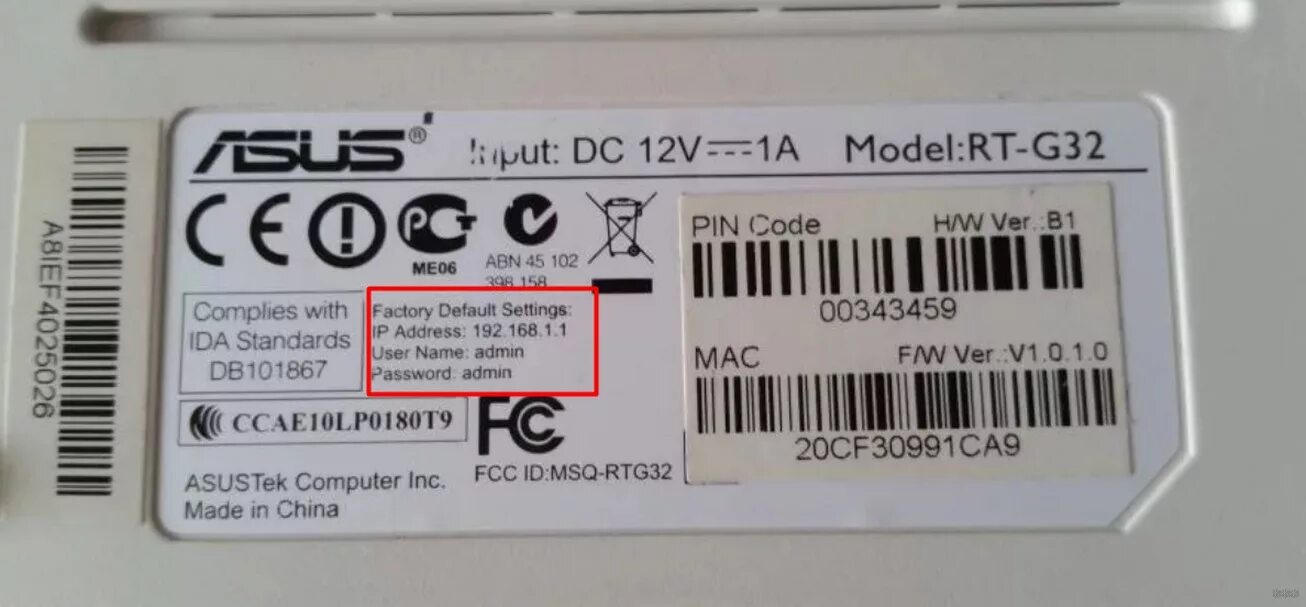 ASUS® Input: DC 12V 1A Model:RT-G32
A8IEF4025026
CE
ME06
ABN 45 102
398 158
PIN Code H/W Ver.:B1
00343459
MAC F/W Ver.:V1.0.1.0
20CF30991CA9
Complies with
IDA Standards
DB101867
Factory Default Settings:
IP Address: 192.168.1.1
User Name: admin
Password: admin
CCAE10LP0180T9
FC
FCC ID:MSQ-RTG32
ASUSTek Computer Inc.
Made in China